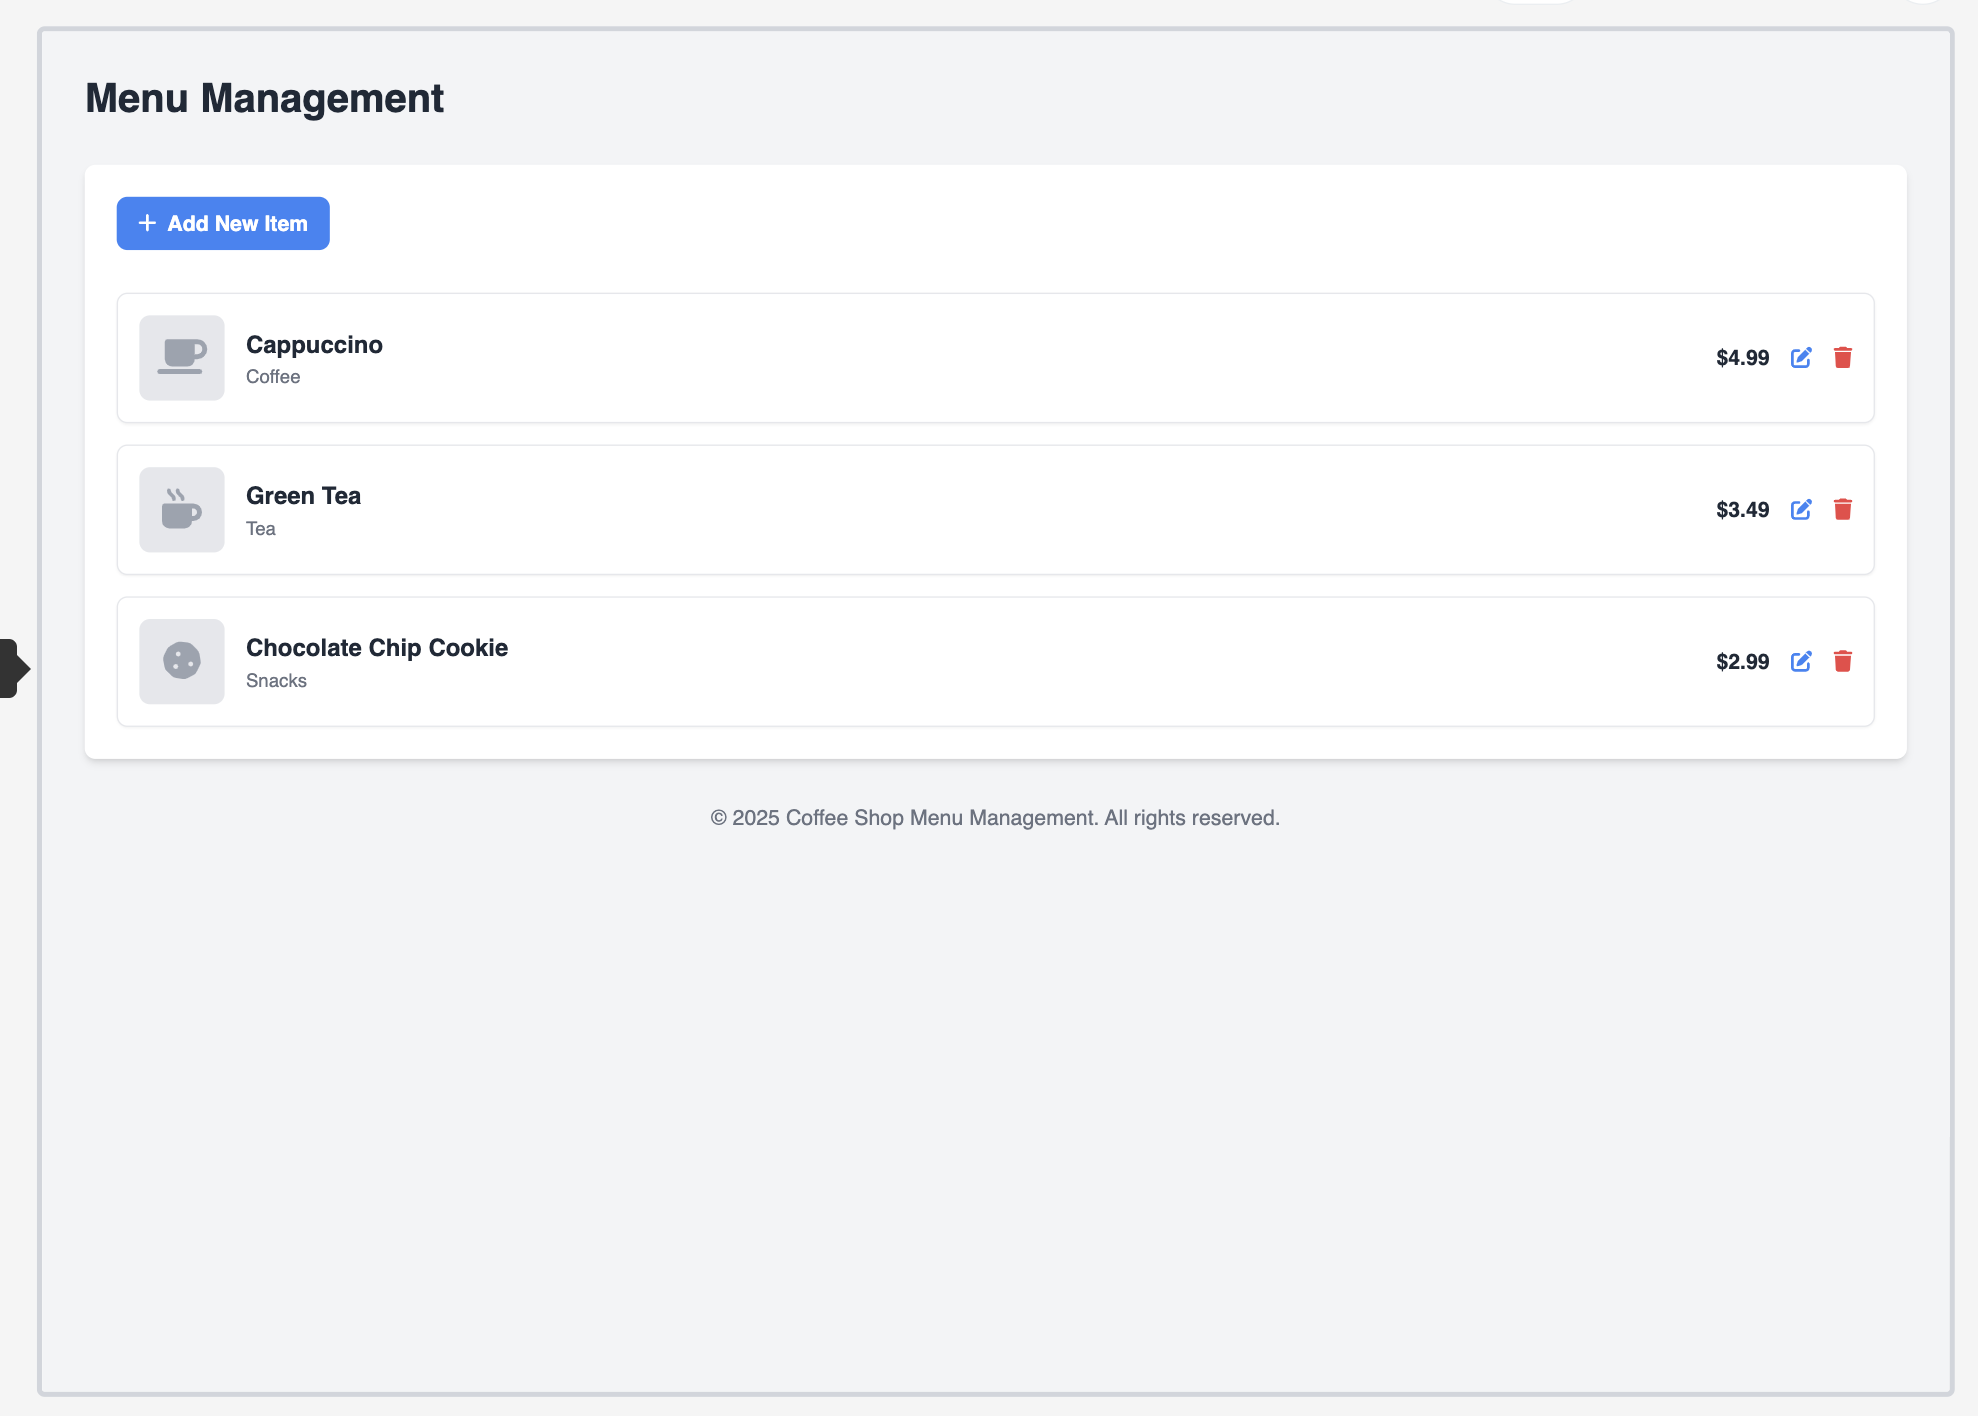 Menu Management
Add New Item
Cappuccino
Coffee
$4.99
Green Tea
Tea
$3.49
Chocolate Chip Cookie
Snacks
$2.99
© 2025 Coffee Shop Menu Management. All rights reserved.